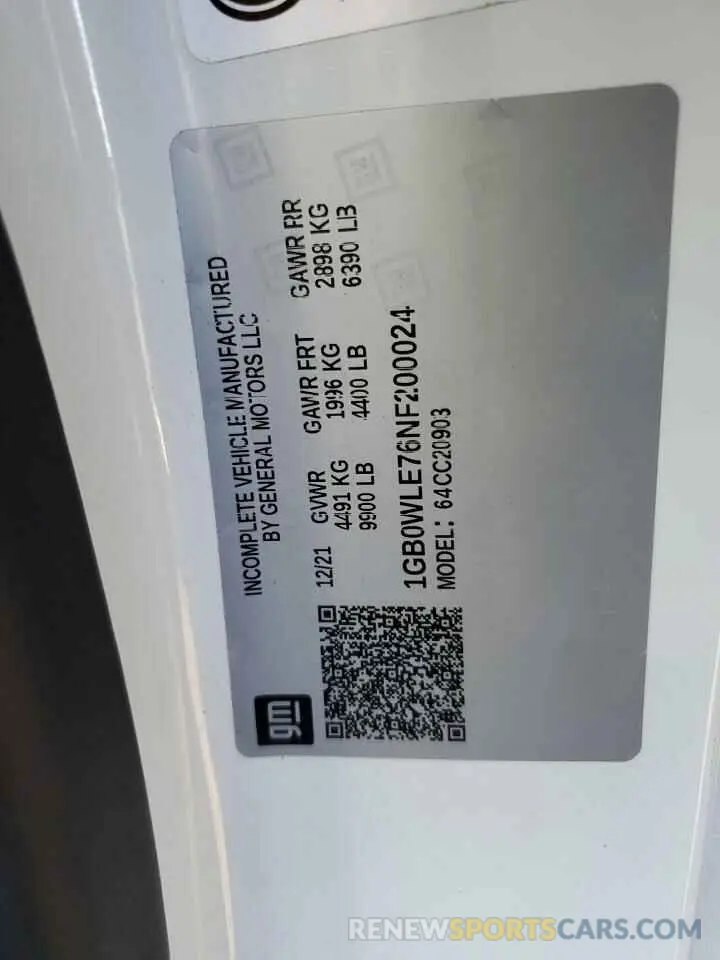 INCOMPLETE VEHICLE MANUFACTURED
BY GENERAL MOTORS LLC
12/21 GVWR GAWR FRT GAWR RR
4491 KG 1996 KG 2898 KG
9900 LB 4400 LB 6390 LB
1GB0WLE76NF200024
MODEL: 64CC20903
gm
RENEWSPORTSCARS.COM